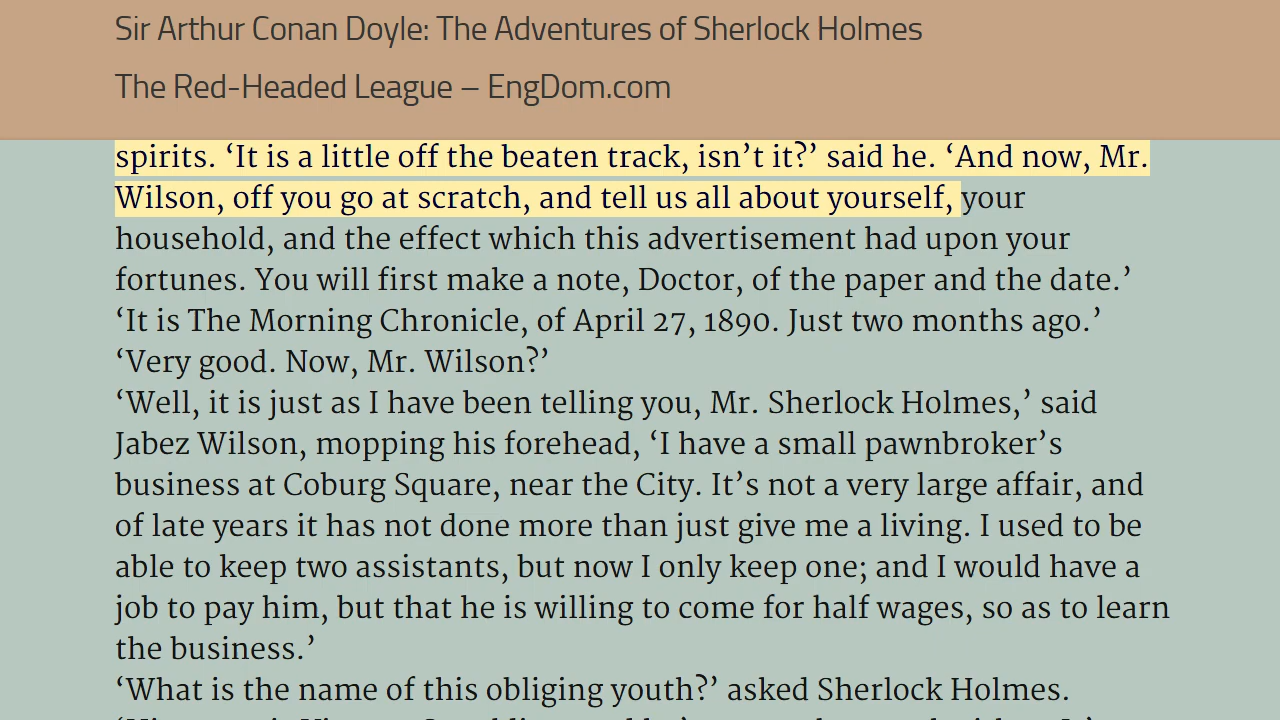 Sir Arthur Conan Doyle: The Adventures of Sherlock Holmes
The Red-Headed League – EngDom.com
spirits. ‘It is a little off the beaten track, isn’t it?’ said he. ‘And now, Mr.
Wilson, off you go at scratch, and tell us all about yourself, your
household, and the effect which this advertisement had upon your
fortunes. You will first make a note, Doctor, of the paper and the date.’
‘It is The Morning Chronicle, of April 27, 1890. Just two months ago.’
‘Very good. Now, Mr. Wilson?’
‘Well, it is just as I have been telling you, Mr. Sherlock Holmes,’ said
Jabez Wilson, mopping his forehead, ‘I have a small pawnbroker’s
business at Coburg Square, near the City. It’s not a very large affair, and
of late years it has not done more than just give me a living. I used to be
able to keep two assistants, but now I only keep one; and I would have a
job to pay him, but that he is willing to come for half wages, so as to learn
the business.’
‘What is the name of this obliging youth?’ asked Sherlock Holmes.